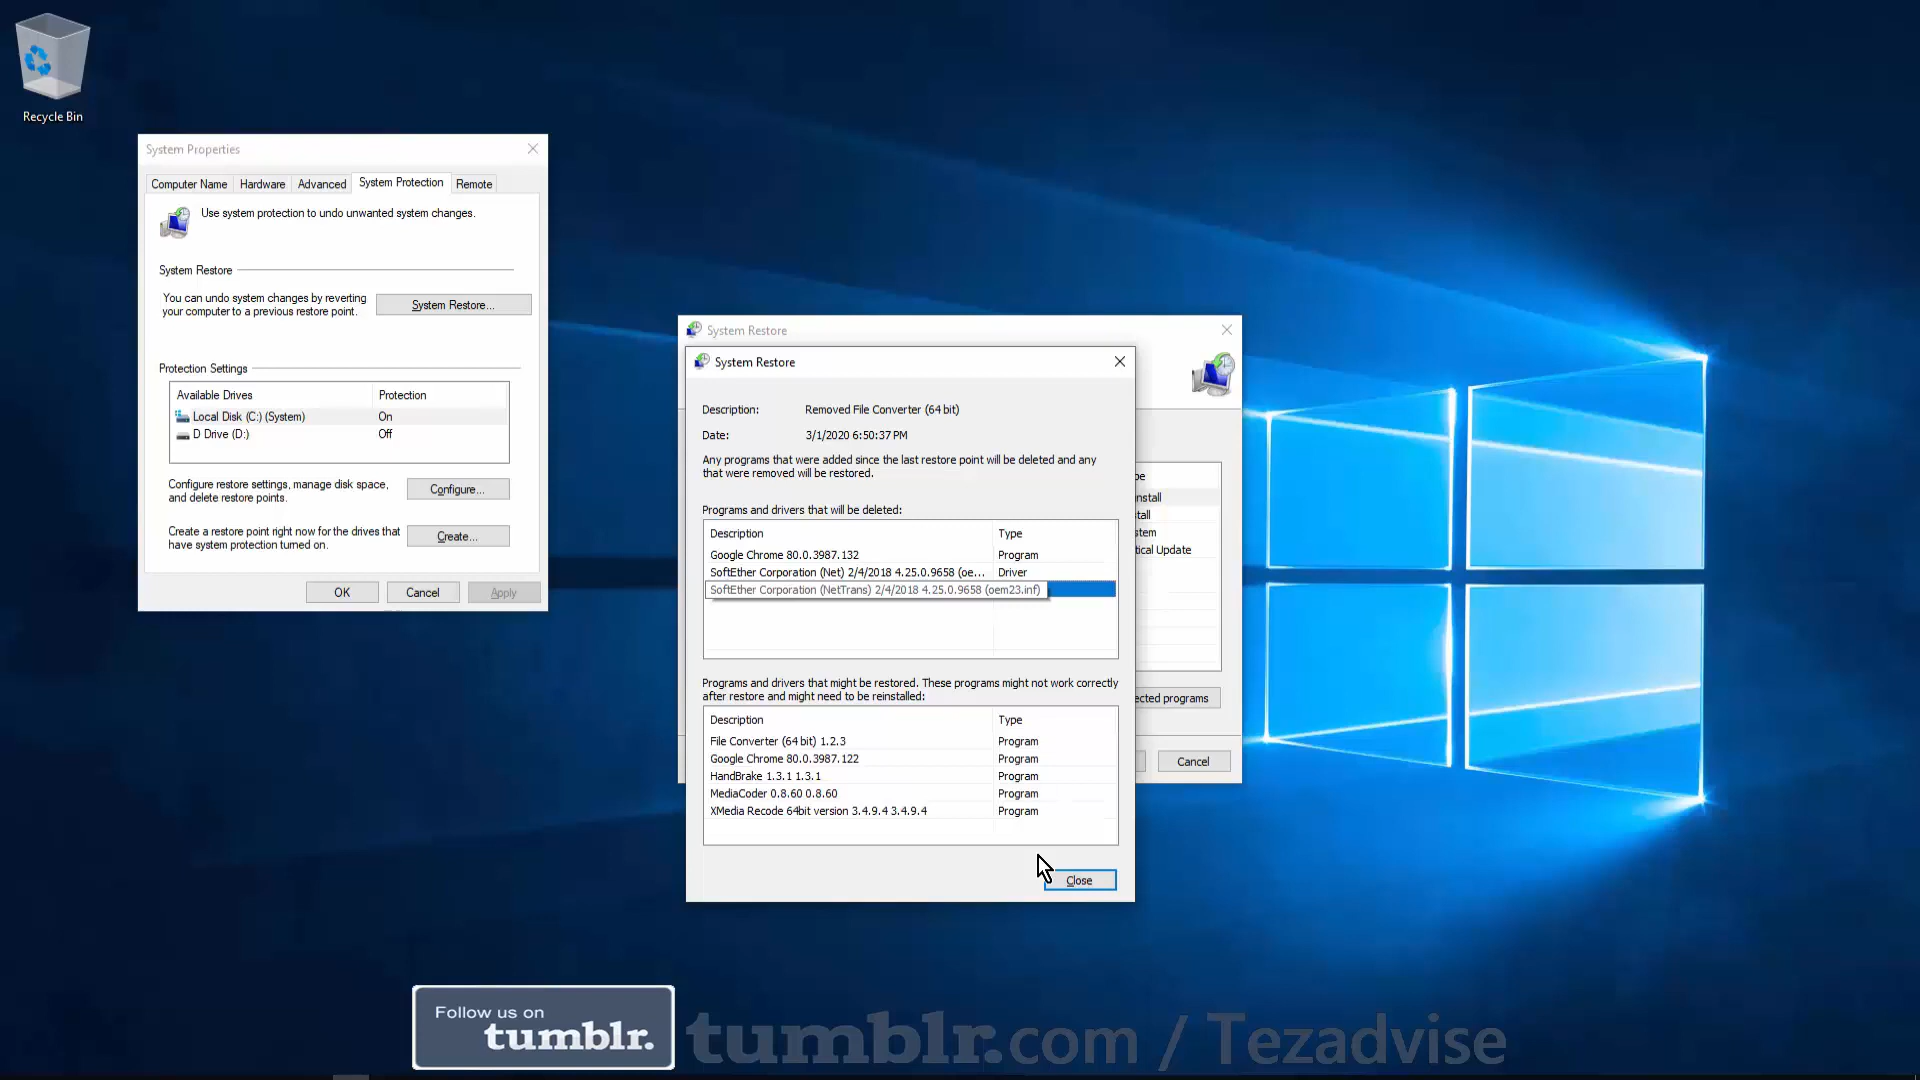 Recycle Bin
System Properties
Computer Name
Hardware
Advanced
System Protection
Remote
Use system protection to undo unwanted system changes.
System Restore
You can undo system changes by reverting
your computer to a previous restore point.
System Restore...
Protection Settings
Available Drives
Protection
Local Disk (C:) (System)
On
D Drive (D:)
Off
Configure restore settings, manage disk space,
and delete restore points.
Configure...
Create a restore point right now for the drives that
have system protection turned on.
Create...
OK
Cancel
Apply
System Restore
System Restore
Description:
Removed File Converter (64 bit)
Date:
3/1/2020 6:50:37 PM
Any programs that were added since the last restore point will be deleted and any
that were removed will be restored.
Programs and drivers that will be deleted:
Description
Type
Google Chrome 80.0.3987.132
Program
SoftEther Corporation (Net) 2/4/2018 4.25.0.9658 (oe...
Driver
SoftEther Corporation (NetTrans) 2/4/2018 4.25.0.9658 (oem23.inf)
Programs and drivers that might be restored. These programs might not work correctly
after restore and might need to be reinstalled:
Description
Type
File Converter (64 bit) 1.2.3
Program
Google Chrome 80.0.3987.122
Program
HandBrake 1.3.1 1.3.1
Program
MediaCoder 0.8.60 0.8.60
Program
XMedia Recode 64bit version 3.4.9.4 3.4.9.4
Program
Close
pe
nstall
tall
stem
tical Update
ected programs
Cancel
Follow us on
tumblr.
tumblr.com / Tezadvise